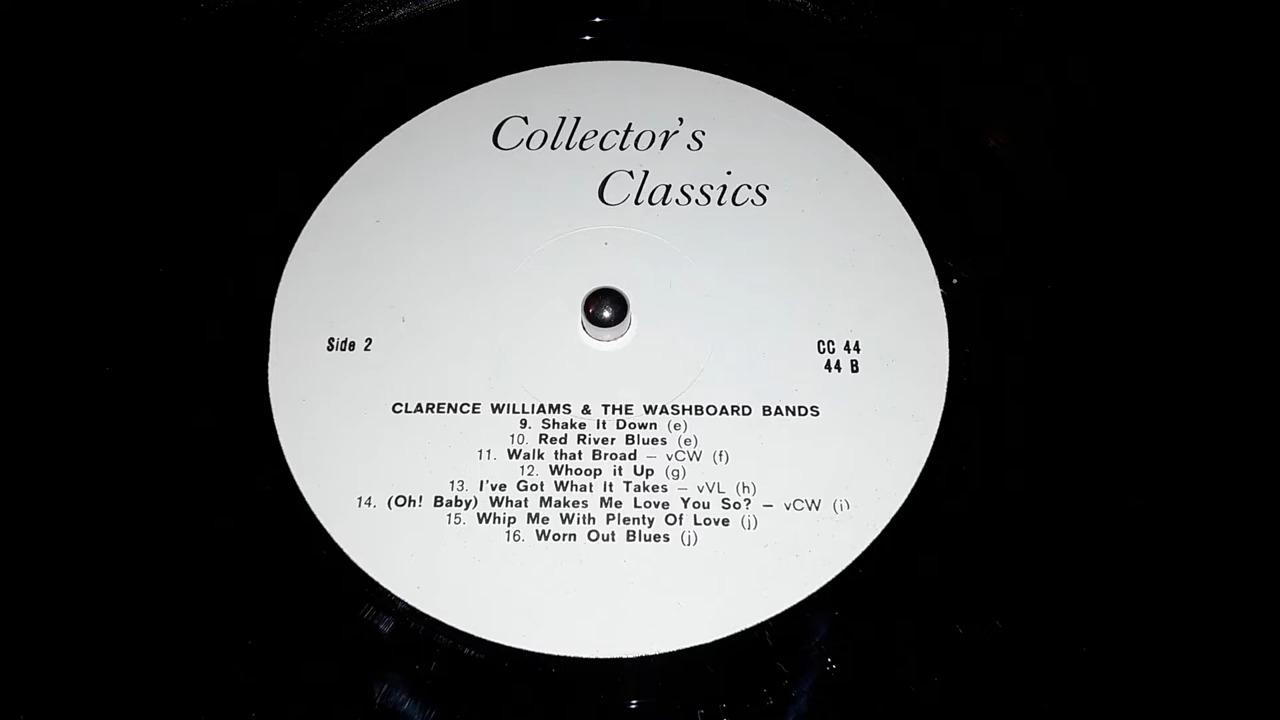 Collector's
Classics
Side 2
CC 44
44 B
CLARENCE WILLIAMS & THE WASHBOARD BANDS
9. Shake It Down (e)
10. Red River Blues (e)
11. Walk that Broad – vCW (f)
12. Whoop it Up (g)
13. I've Got What It Takes – vVL (h)
14. (Oh! Baby) What Makes Me Love You So? – vCW (i)
15. Whip Me With Plenty Of Love (j)
16. Worn Out Blues (j)